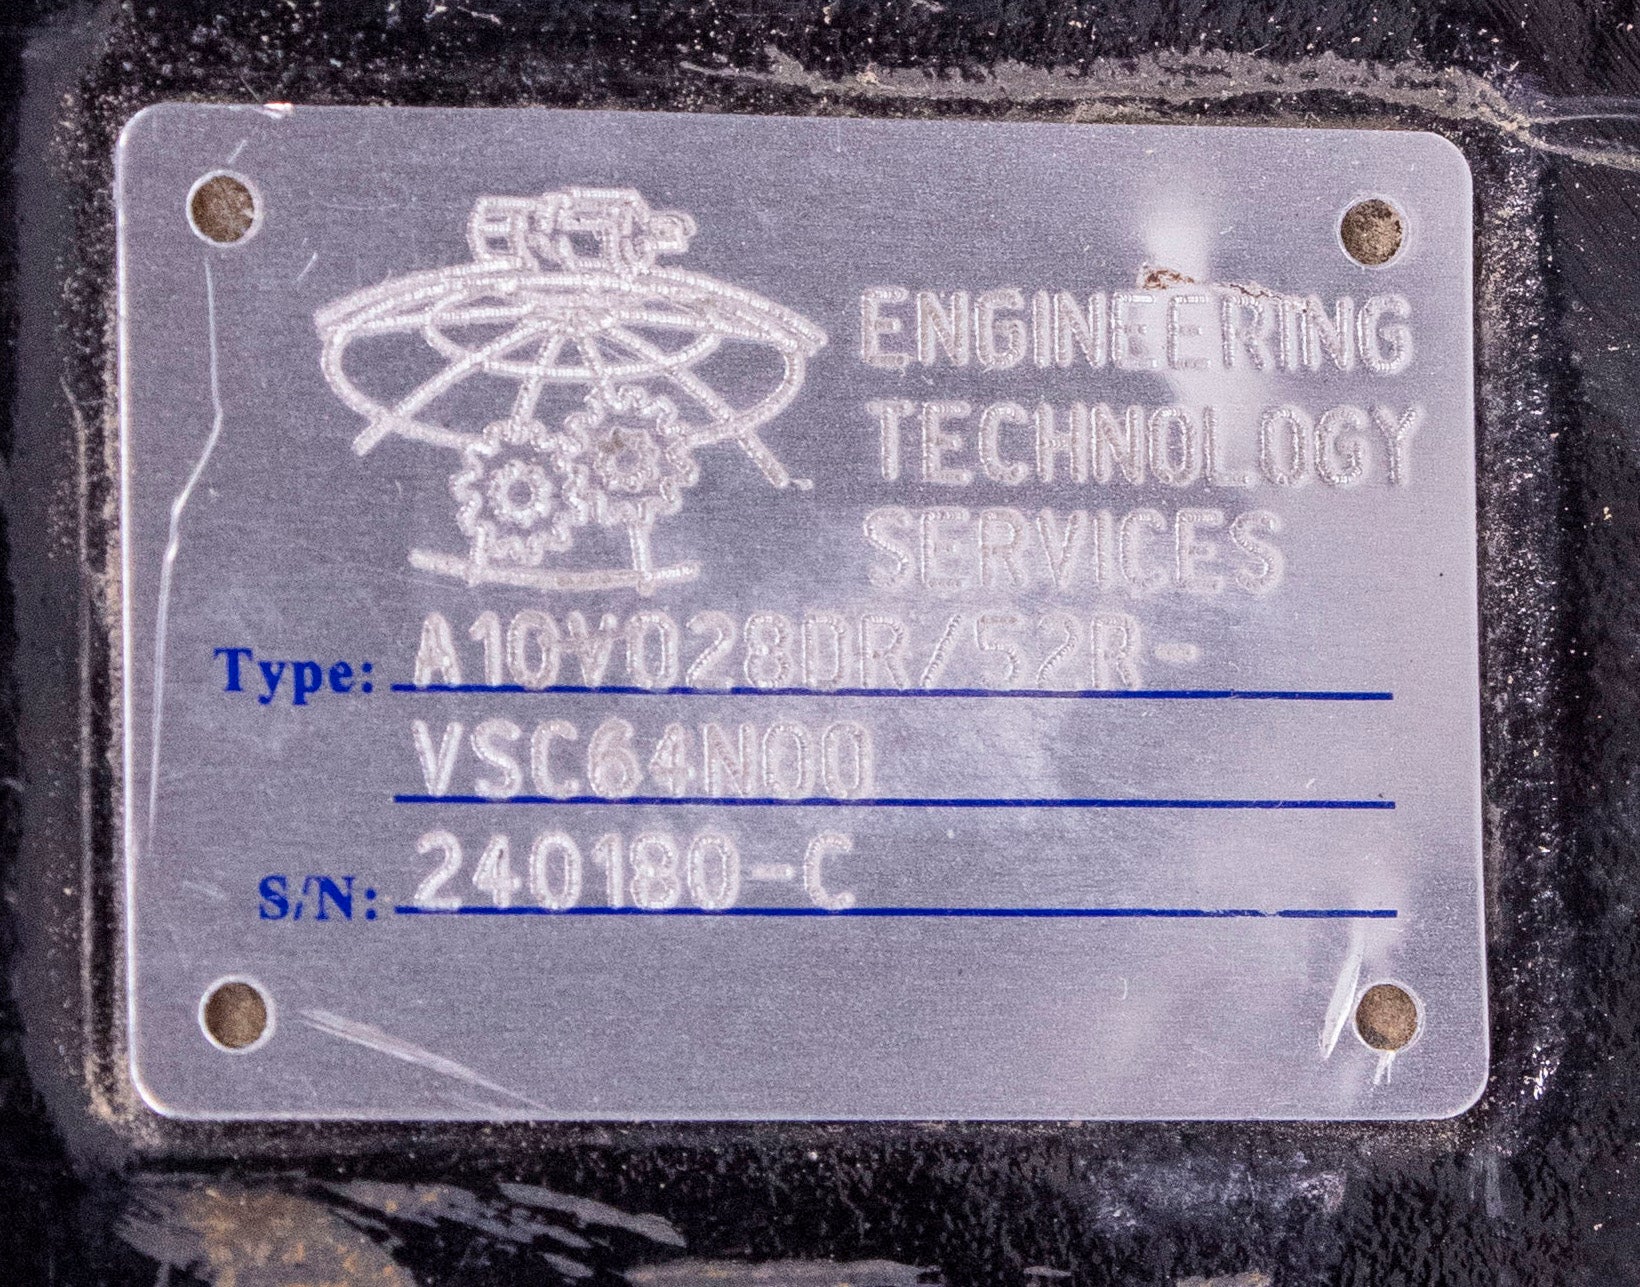 ENGINEERING
TECHNOLOGY
SERVICES
Type: A10VO28DR/52R-
VSC64N00
S/N: 240180-C